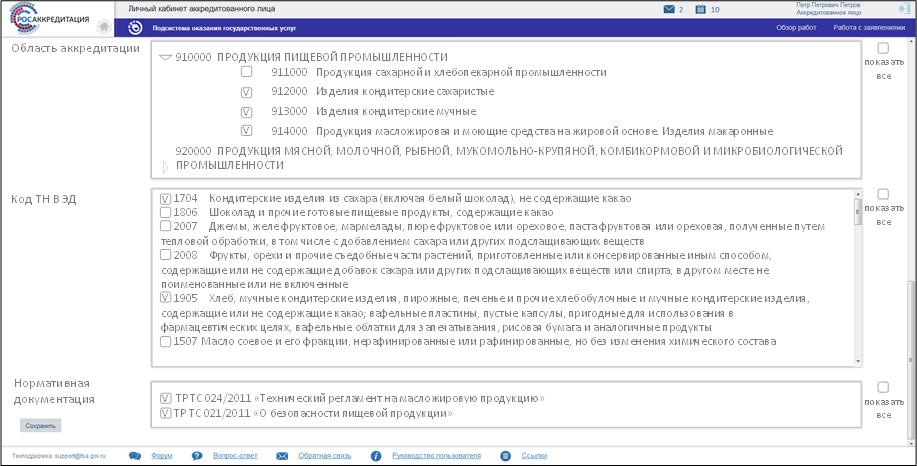 РОСАККРЕДИТАЦИЯ
Личный кабинет аккредитованного лица
2
10
Петр Петрович Петров
Аккредитованное лицо
Подсистема оказания государственных услуг
Обзор работ
Работа с заявлениями
Область аккредитации
910000 ПРОДУКЦИЯ ПИЩЕВОЙ ПРОМЫШЛЕННОСТИ
911000 Продукция сахарной и хлебопекарной промышленности
V 912000 Изделия кондитерские сахаристые
V 913000 Изделия кондитерские мучные
V 914000 Продукция масложировая и моющие средства на жировой основе. Изделия макаронные
920000 ПРОДУКЦИЯ МЯСНОЙ, МОЛОЧНОЙ, РЫБНОЙ, МУКОМОЛЬНО-КРУПЯНОЙ, КОМБИКОРМОВОЙ И МИКРОБИОЛОГИЧЕСКОЙ
ПРОМЫШЛЕННОСТИ
показать
все
Код ТН ВЭД
V 1704 Кондитерские изделия из сахара (включая белый шоколад), не содержащие какао
1806 Шоколад и прочие готовые пищевые продукты, содержащие какао
2007 Джемы, желе фруктовое, мармелады, пюре фруктовое или ореховое, паста фруктовая или ореховая, полученные путем
тепловой обработки, в том числе с добавлением сахара или других подслащивающих веществ
2008 Фрукты, орехи и прочие съедобные части растений, приготовленные или консервированные иным способом,
содержащие или не содержащие добавок сахара или других подслащивающих веществ или спирта, в другом месте не
поименованные или не включенные
V 1905 Хлеб, мучные кондитерские изделия, пирожные, печенье и прочие хлебобулочные и мучные кондитерские изделия,
содержащие или не содержащие какао; вафельные пластины, пустые капсулы, пригодные для использования в
фармацевтических целях, вафельные облатки для запечатывания, рисовая бумага и аналогичные продукты
1507 Масло соевое и его фракции, нерафинированные или рафинированные, но без изменения химического состава
показать
все
Нормативная
документация
V ТР ТС 024/2011 «Технический регламент на масложировую продукцию»
V ТР ТС 021/2011 «О безопасности пищевой продукции»
показать
все
Сохранить
Техподдержка: support@fsa.gov.ru
Форум
Вопрос-ответ
Обратная связь
Руководство пользователя
Ссылки